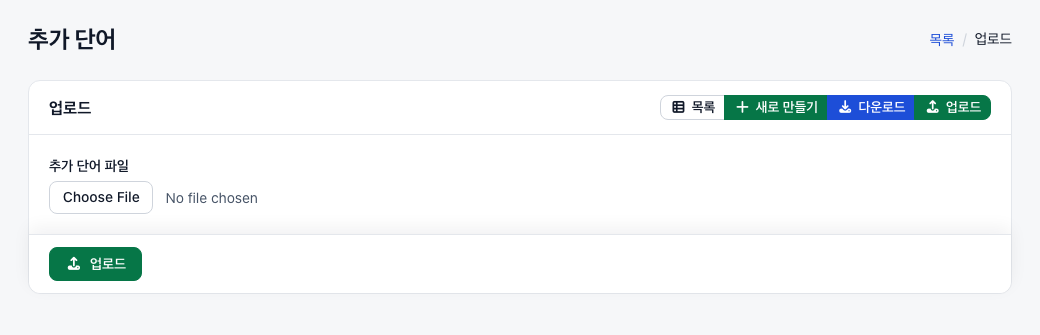 추가 단어
목록 / 업로드
업로드
목록 새로 만들기 다운로드 업로드
추가 단어 파일
Choose File No file chosen
업로드